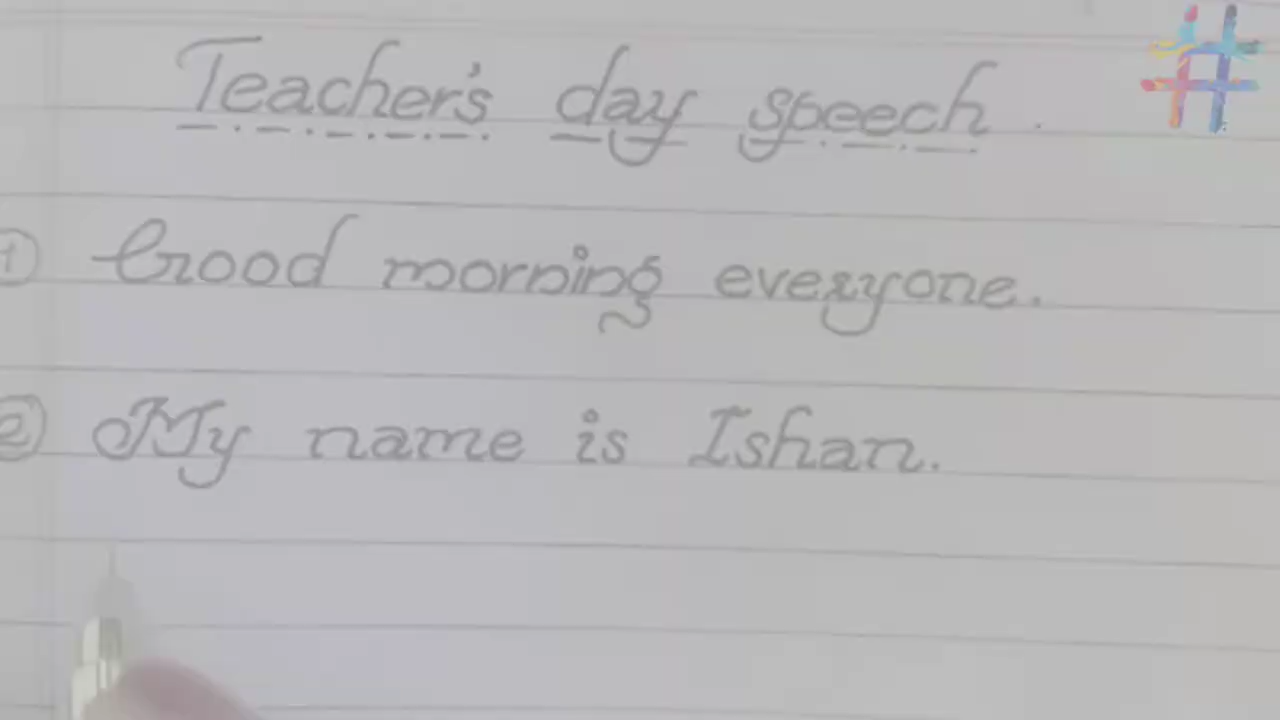 Teacher's day speech.
1 Good morning everyone.
2 My name is Ishan.